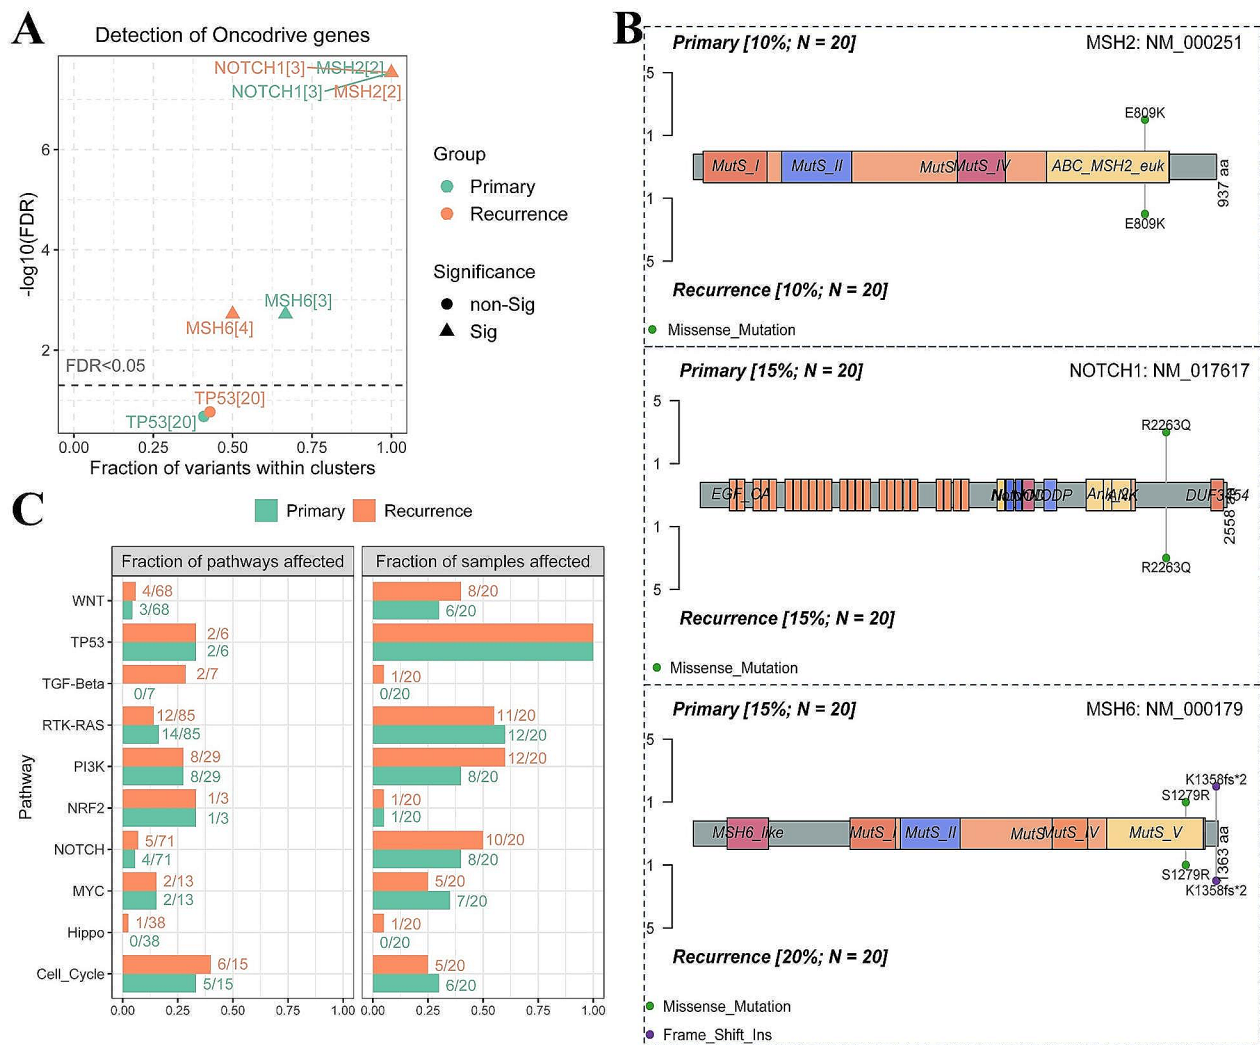 A
Detection of Oncodrive genes
NOTCH1[3]
MSH2[2]
NOTCH1[3]
MSH2[2]
MSH6[3]
MSH6[4]
FDR<0.05
TP53[20]
TP53[20]
6
4
2
-log10(FDR)
0.00 0.25 0.50 0.75 1.00
Fraction of variants within clusters
Group
Primary
Recurrence
Significance
non-Sig
Sig
B
Primary [10%; N = 20]
MSH2: NM_000251
5
1
E809K
MutS_I MutS_II MutS MutS_IV ABC_MSH2_euk
937 aa
1
5
E809K
Recurrence [10%; N = 20]
Missense_Mutation
Primary [15%; N = 20]
NOTCH1: NM_017617
5
1
R2263Q
EGF_CA NODP ANK
1
5
R2263Q
Recurrence [15%; N = 20]
Missense_Mutation
Primary [15%; N = 20]
MSH6: NM_000179
5
1
K1358fs*2
S1279R
MSH6_like MutS_I MutS_II MutS MutS_IV MutS_V
1363 aa
1
5
S1279R
K1358fs*2
Recurrence [20%; N = 20]
Missense_Mutation
Frame_Shift_Ins
C
Primary Recurrence
Fraction of pathways affected Fraction of samples affected
Pathway
WNT 4/68 8/20
3/68 6/20
TP53 2/6
2/6
TGF-Beta 2/7 1/20
0/7 0/20
RTK-RAS 12/85 11/20
14/85 12/20
PI3K 8/29 12/20
8/29 8/20
NRF2 1/3 1/20
1/3 1/20
NOTCH 5/71 10/20
4/71 8/20
MYC 2/13 5/20
2/13 7/20
Hippo 1/38 1/20
0/38 0/20
Cell_Cycle 6/15 5/20
5/15 6/20
0.00 0.25 0.50 0.75 1.00 0.00 0.25 0.50 0.75 1.00